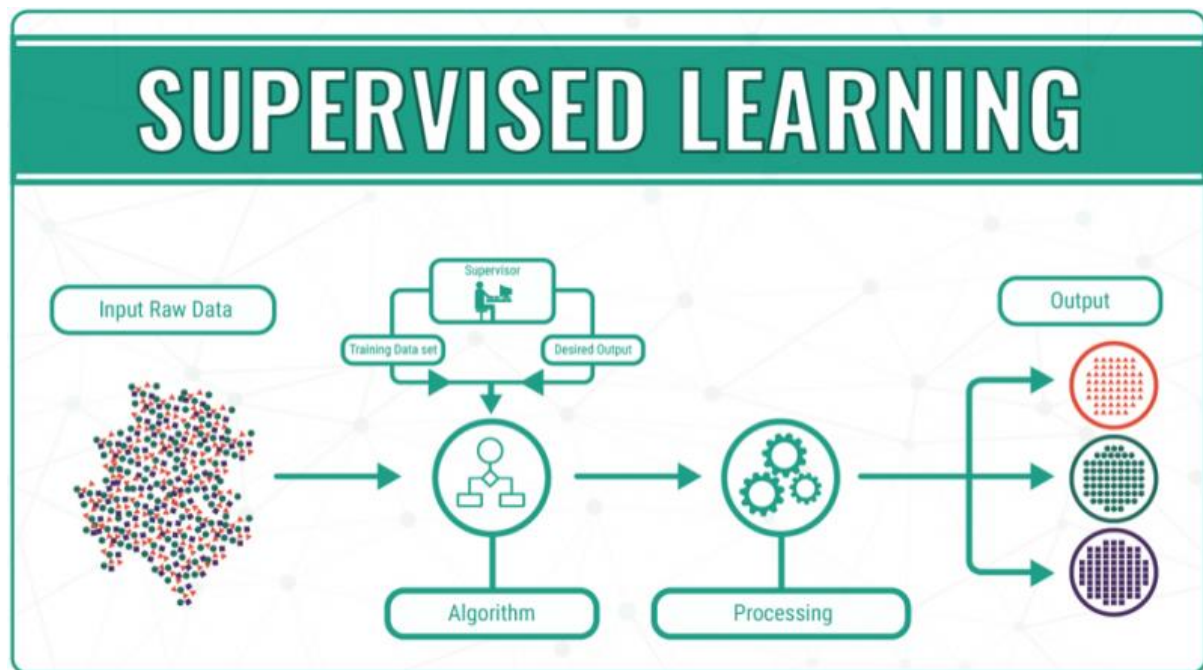 SUPERVISED LEARNING
Input Raw Data
Supervisor
Training Data set
Desired Output
Algorithm
Processing
Output